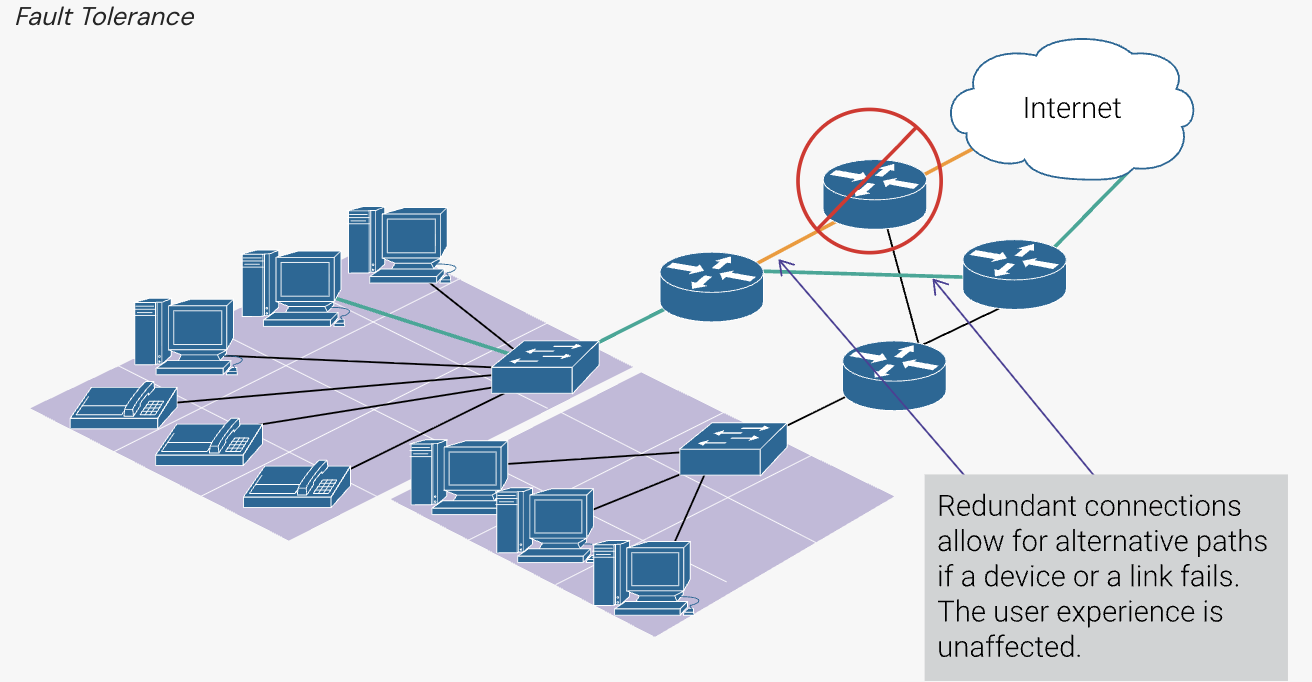 Fault Tolerance
Internet
Redundant connections
allow for alternative paths
if a device or a link fails.
The user experience is
unaffected.